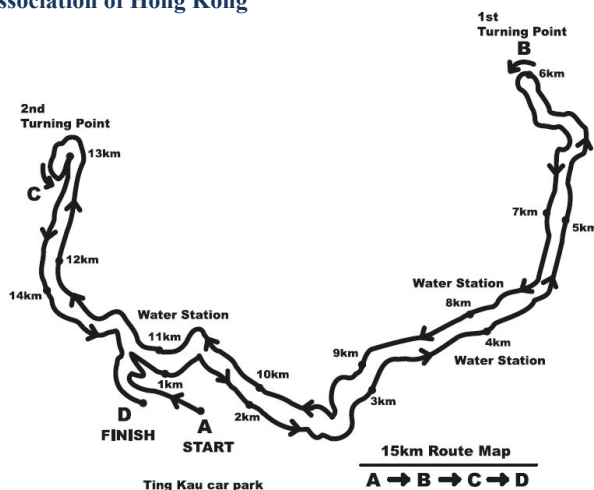 ssociation of Hong Kong
1st
Turning Point
B
6km
2nd
Turning Point
13km
C
7km
5km
12km
14km
Water Station
8km
Water Station
11km
4km
9km
Water Station
10km
1km
3km
2km
D
FINISH
A
START
15km Route Map
A → B → C → D
Ting Kau car park